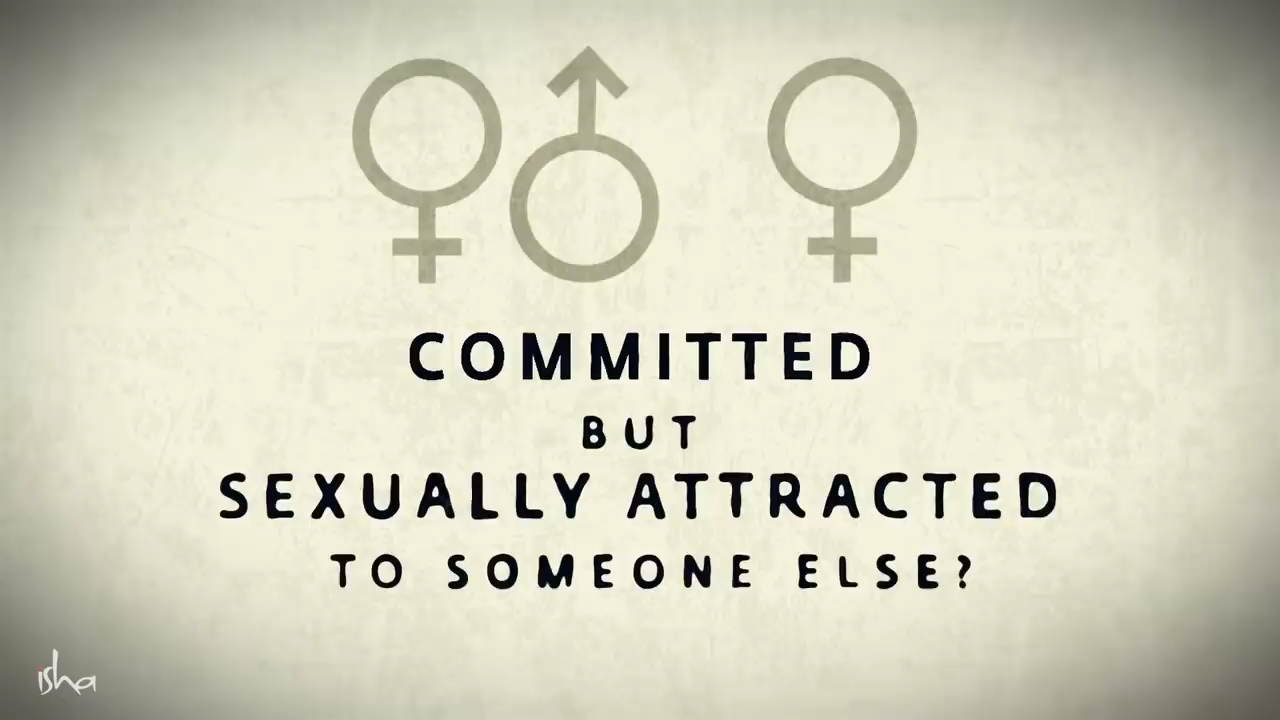 COMMITTED
BUT
SEXUALLY ATTRACTED
TO SOMEONE ELSE?
isha